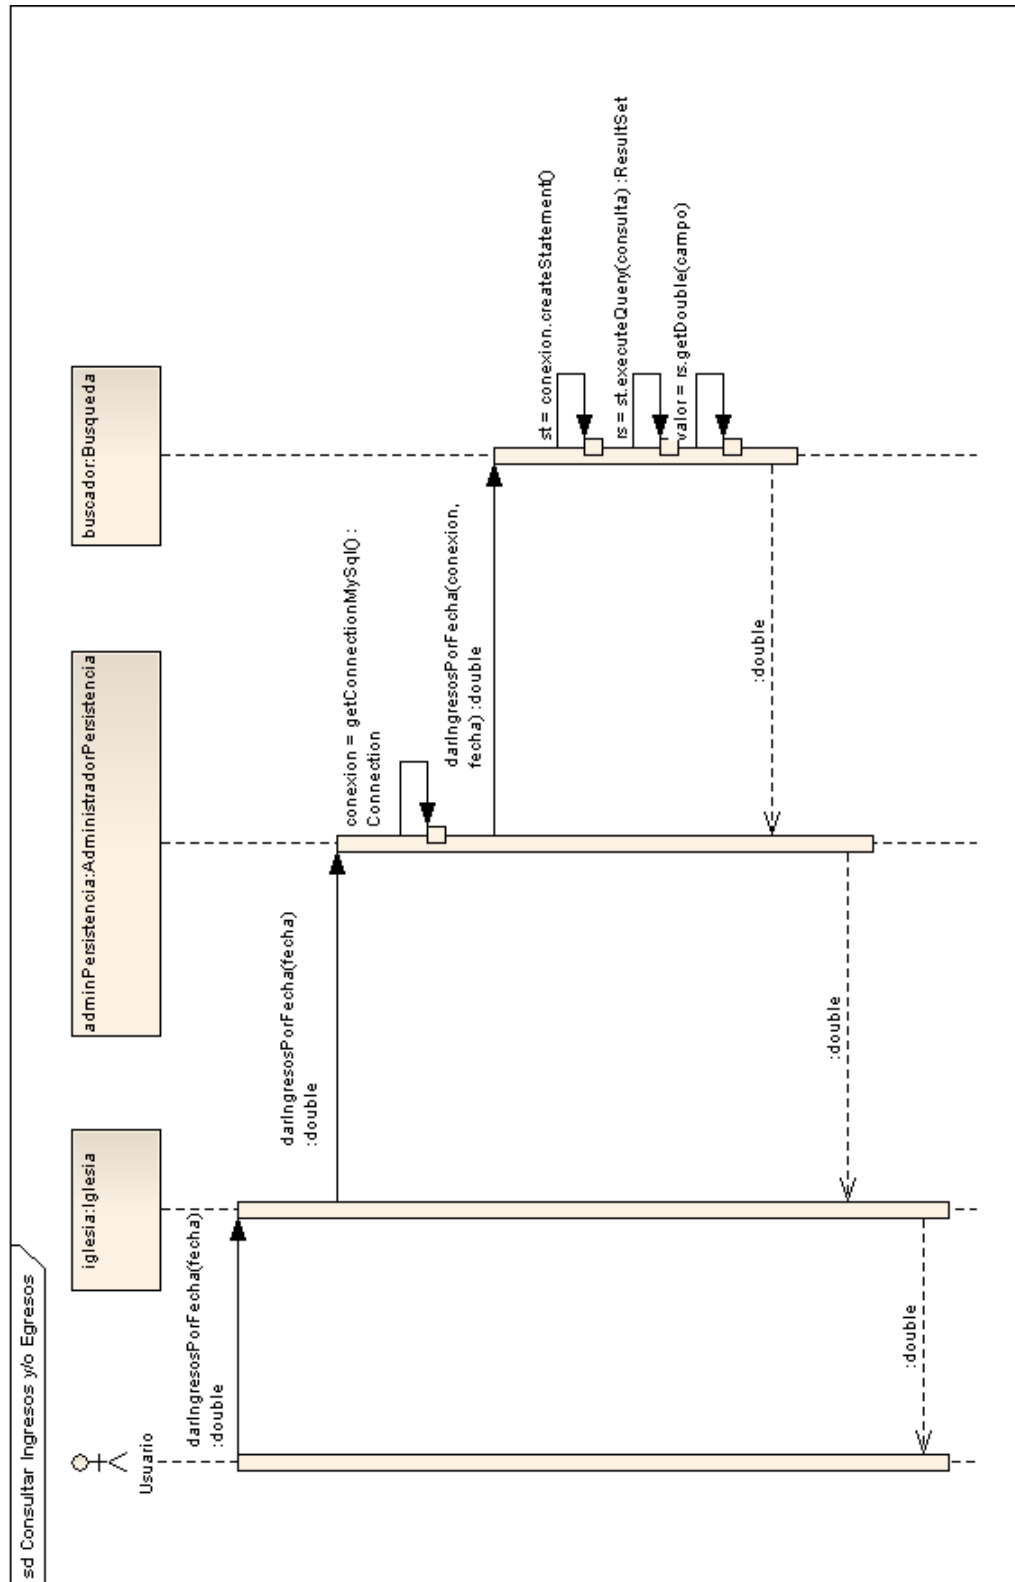 sd Consultar Ingresos y/o Egresos
Usuario
iglesia:Iglesia
adminPersistencia:AdministradorPersistencia
buscador:Busqueda
darIngresosPorFecha(fecha)
:double
darIngresosPorFecha(fecha)
:double
conexion = getConnectionMySql() :
Connection
darIngresosPorFecha(conexion,
fecha) :double
st = conexion.createStatement()
rs = st.executeQuery(consulta) :ResultSet
valor = rs.getDouble(campo)
:double
:double
:double